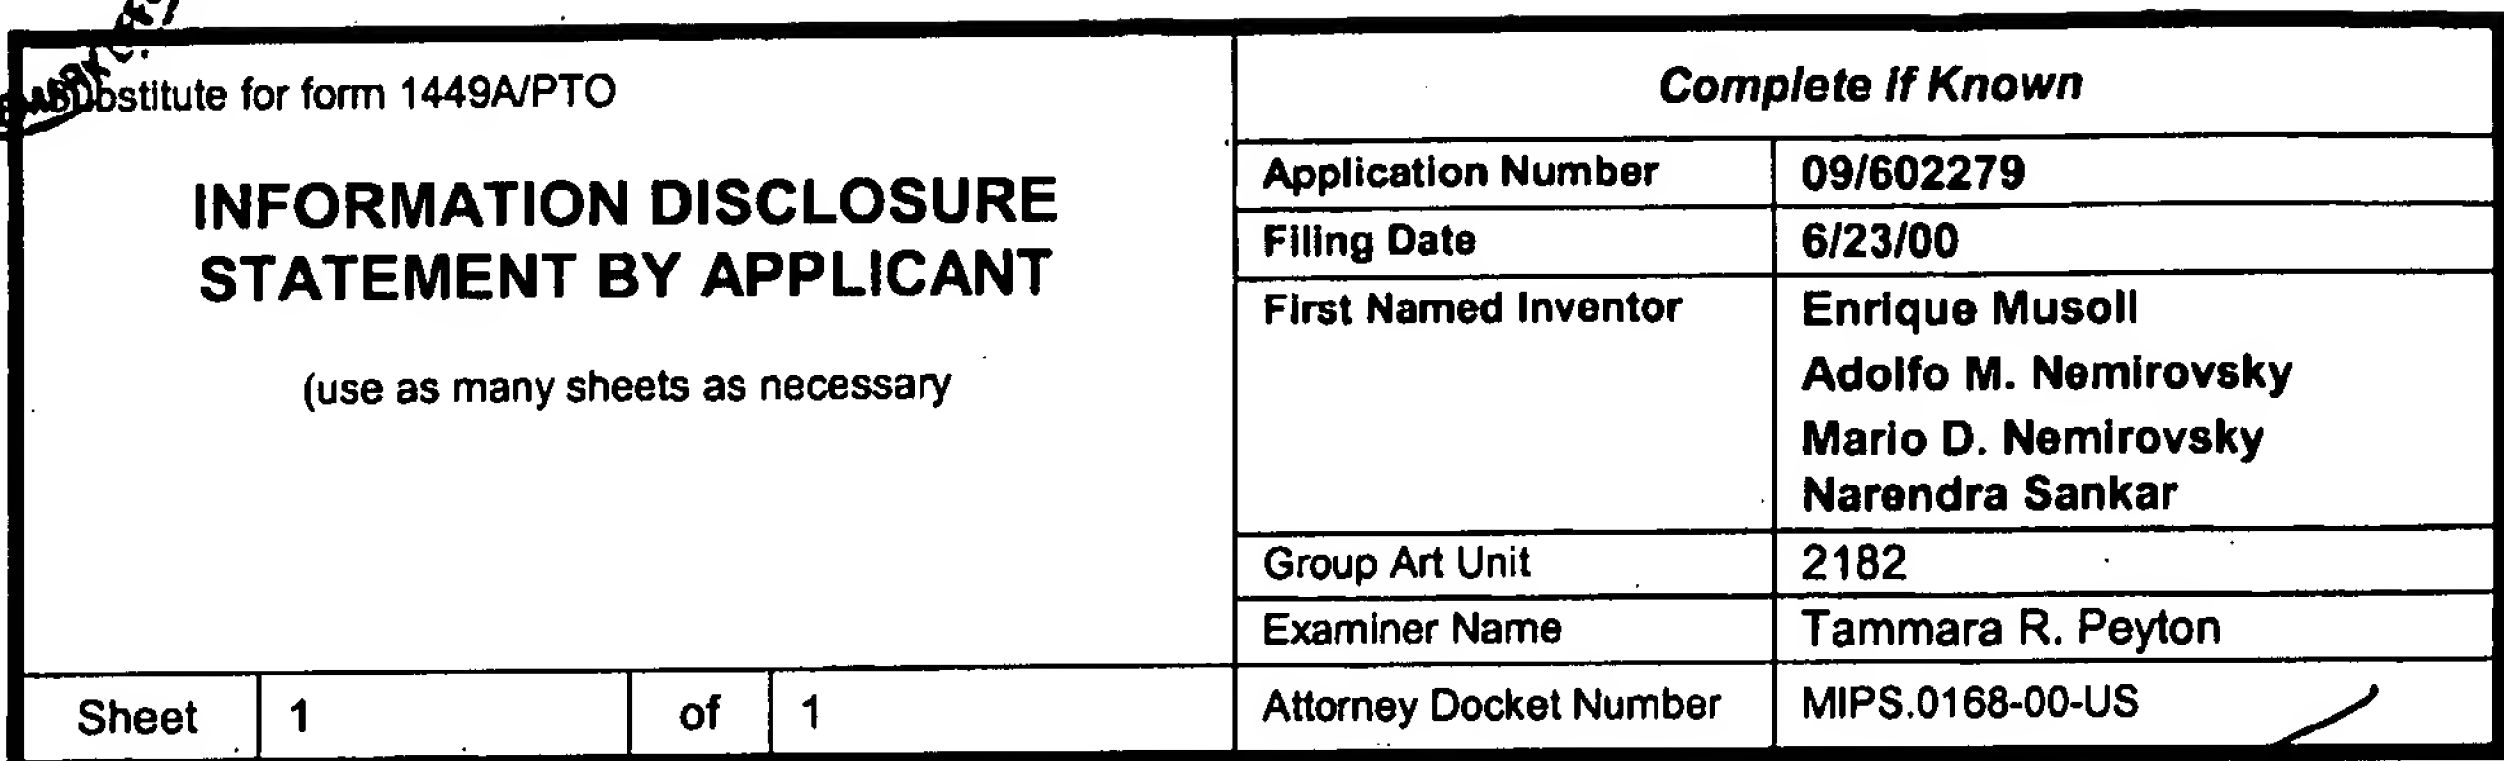 Substitute for form 1449A/PTO
INFORMATION DISCLOSURE
STATEMENT BY APPLICANT
(use as many sheets as necessary
Sheet 1 of 1
Complete if Known
Application Number 09/602279
Filing Date 6/23/00
First Named Inventor Enrique Musoll
Adolfo M. Nemirovsky
Mario D. Nemirovsky
Narendra Sankar
Group Art Unit 2182
Examiner Name Tammara R. Peyton
Attorney Docket Number MIPS.0168-00-US